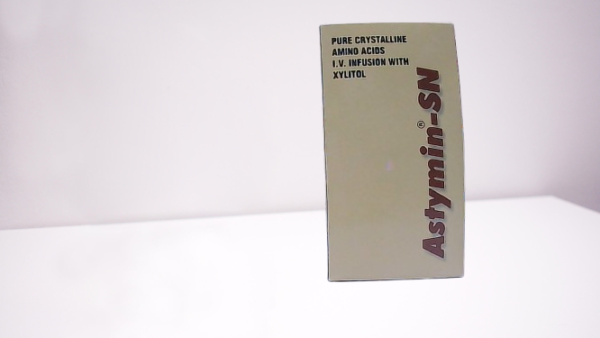 PURE CRYSTALLINE
AMINO ACIDS
I.V. INFUSION WITH
XYLITOL
Astymin®-SN